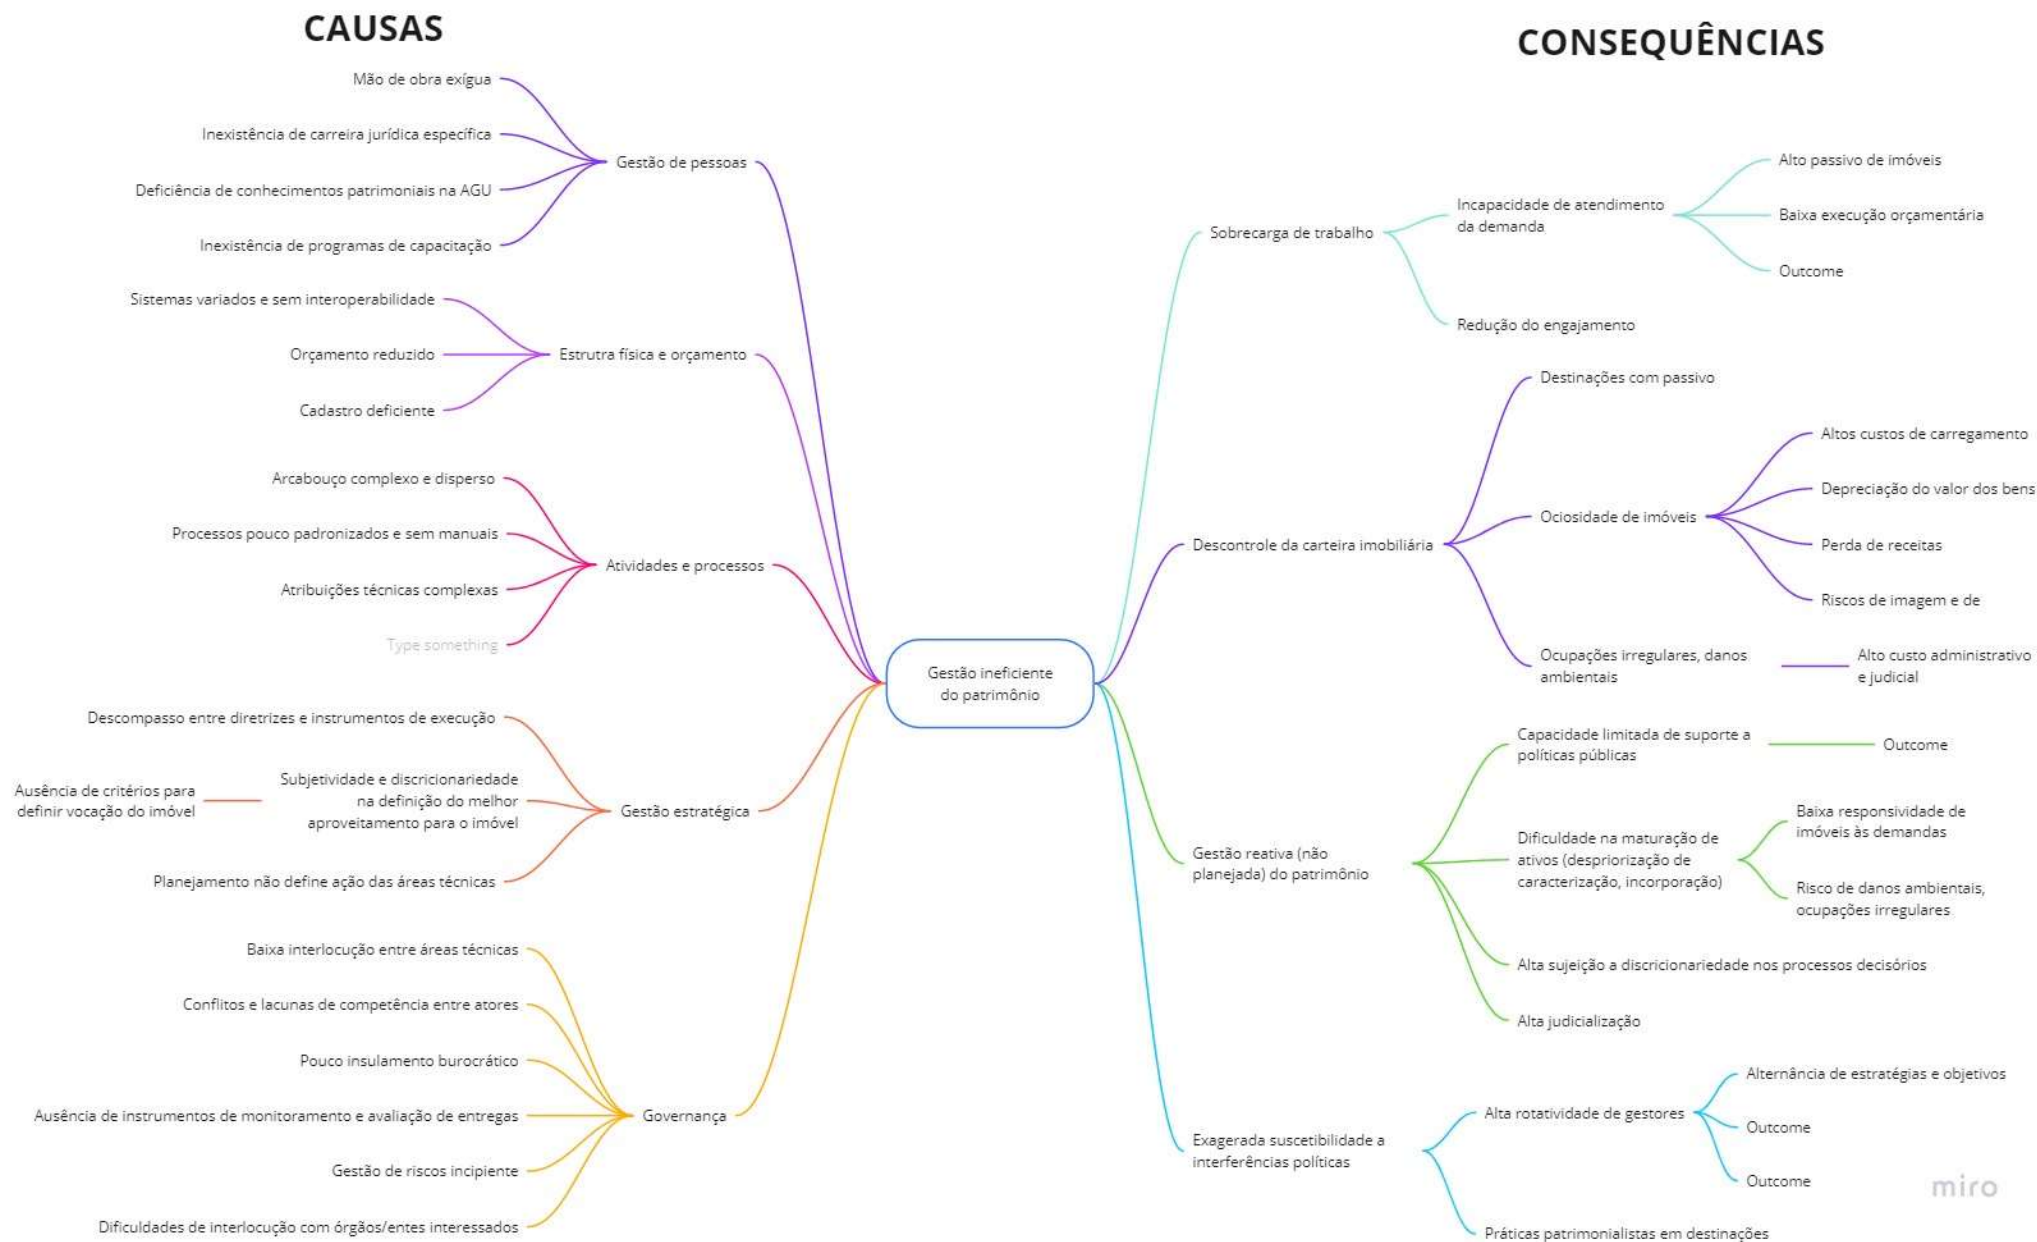 CAUSAS
Mão de obra exígua
Inexistência de carreira jurídica específica
Gestão de pessoas
Deficiência de conhecimentos patrimoniais na AGU
Inexistência de programas de capacitação
Sistemas variados e sem interoperabilidade
Orçamento reduzido
Estrutra física e orçamento
Cadastro deficiente
Arcabouço complexo e disperso
Processos pouco padronizados e sem manuais
Atividades e processos
Atribuições técnicas complexas
Type something
Gestão ineficiente
do patrimônio
Descompasso entre diretrizes e instrumentos de execução
Ausência de critérios para
definir vocação do imóvel
Subjetividade e discricionariedade
na definição do melhor
aproveitamento para o imóvel
Gestão estratégica
Planejamento não define ação das áreas técnicas
Baixa interlocução entre áreas técnicas
Conflitos e lacunas de competência entre atores
Pouco insulamento burocrático
Ausência de instrumentos de monitoramento e avaliação de entregas
Governança
Gestão de riscos incipiente
Dificuldades de interlocução com órgãos/entes interessados
CONSEQUÊNCIAS
Sobrecarga de trabalho
Incapacidade de atendimento
da demanda
Alto passivo de imóveis
Baixa execução orçamentária
Outcome
Redução do engajamento
Descontrole da carteira imobiliária
Destinações com passivo
Ociosidade de imóveis
Altos custos de carregamento
Depreciação do valor dos bens
Perda de receitas
Riscos de imagem e de
Ocupações irregulares, danos
ambientais
Alto custo administrativo
e judicial
Gestão reativa (não
planejada) do patrimônio
Capacidade limitada de suporte a
políticas públicas
Outcome
Dificuldade na maturação de
ativos (despriorização de
caracterização, incorporação)
Baixa responsividade de
imóveis às demandas
Risco de danos ambientais,
ocupações irregulares
Alta sujeição a discricionariedade nos processos decisórios
Alta judicialização
Exagerada suscetibilidade a
interferências políticas
Alta rotatividade de gestores
Alternância de estratégias e objetivos
Outcome
Outcome
Práticas patrimonialistas em destinações
miro